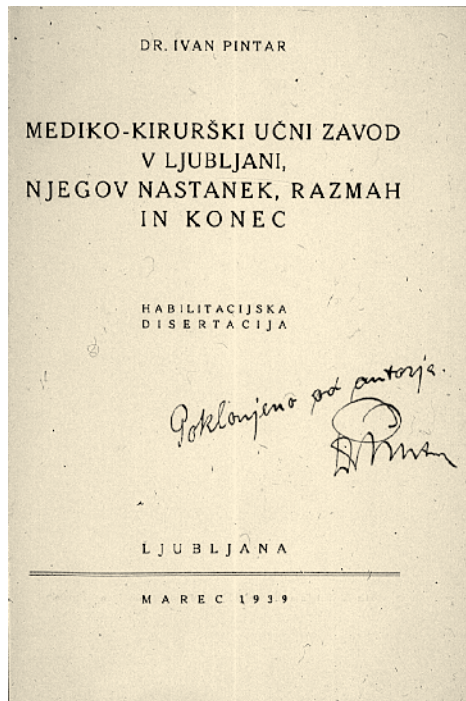 DR. IVAN PINTAR
MEDIKO-KIRURŠKI UČNI ZAVOD
V LJUBLJANI,
NJEGOV NASTANEK, RAZMAH
IN KONEC
HABILITACIJSKA
DISERTACIJA
Poklonjeno od avtorja.
LJUBLJANA
MAREC 1939